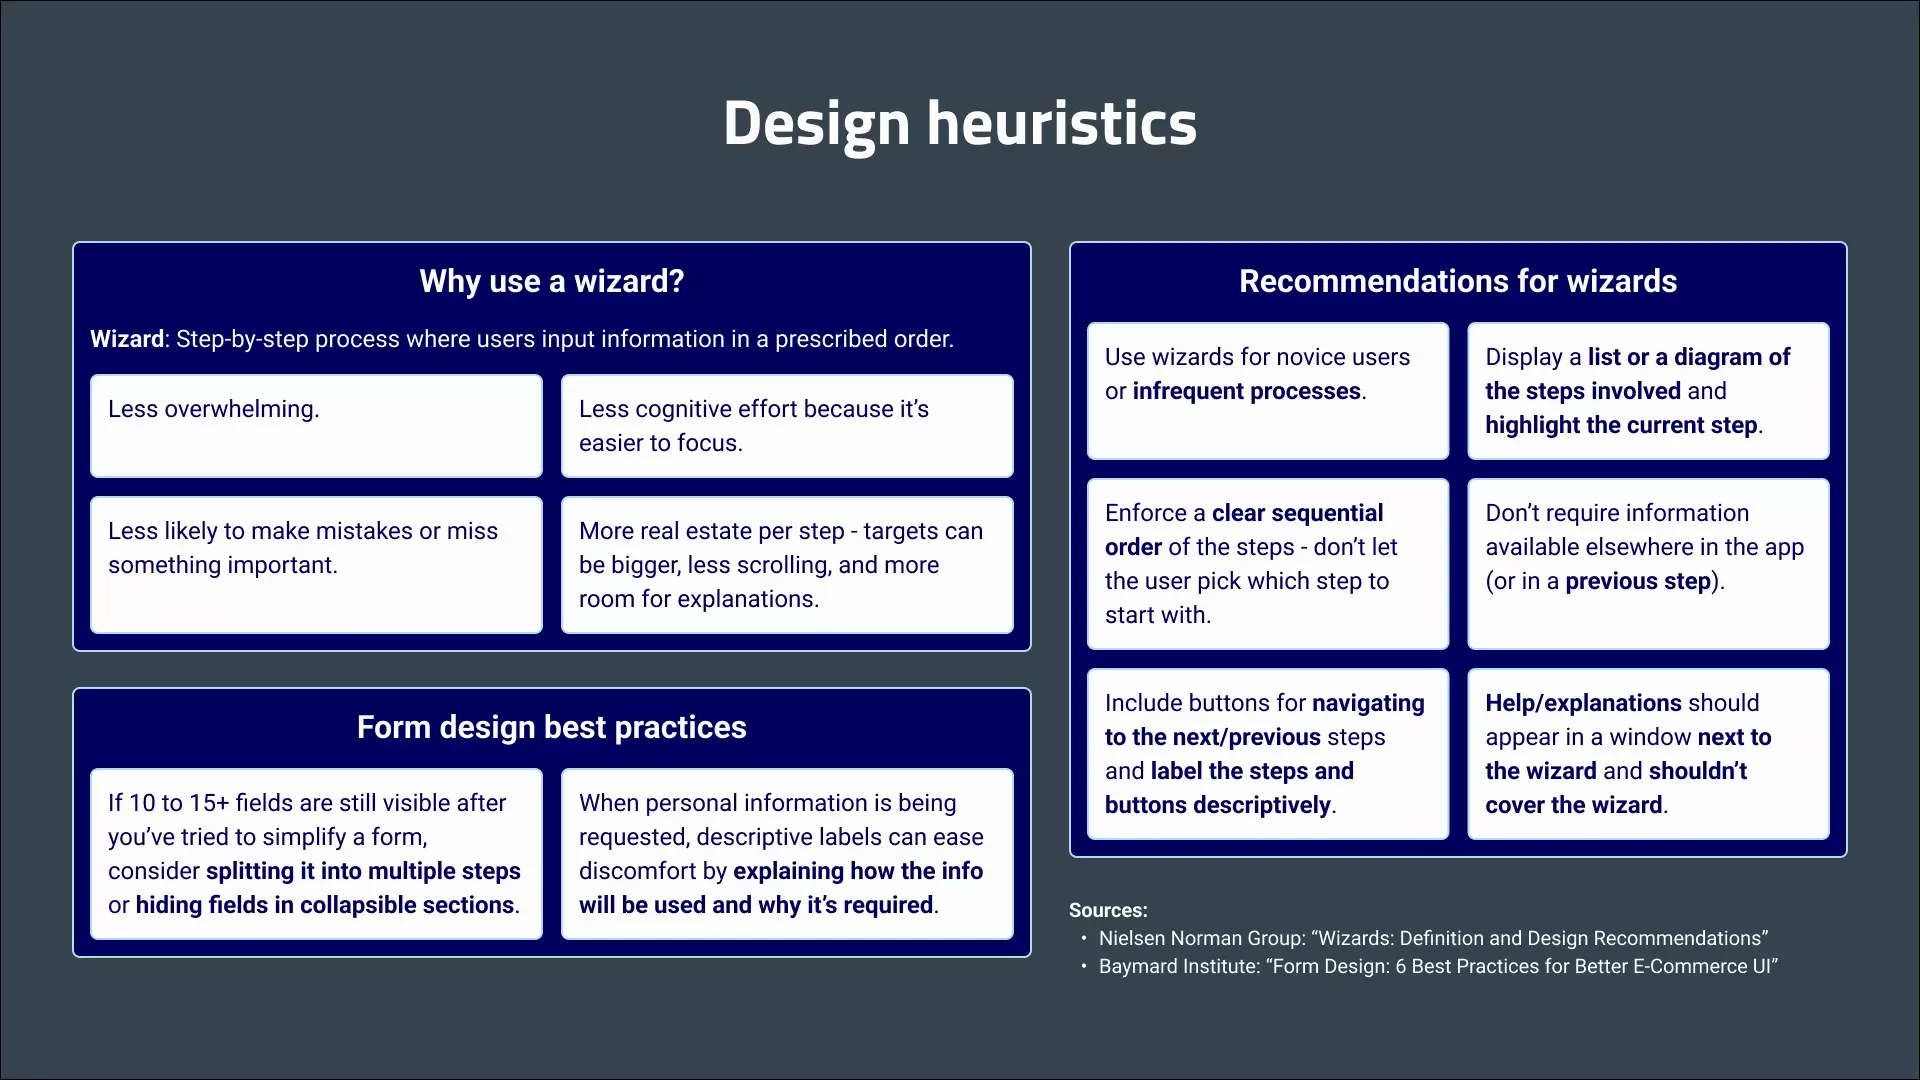 Design heuristics
Why use a wizard?
Wizard: Step-by-step process where users input information in a prescribed order.
Less overwhelming.
Less cognitive effort because it’s
easier to focus.
Less likely to make mistakes or miss
something important.
More real estate per step - targets can
be bigger, less scrolling, and more
room for explanations.
Form design best practices
If 10 to 15+ fields are still visible after
you’ve tried to simplify a form,
consider splitting it into multiple steps
or hiding fields in collapsible sections.
When personal information is being
requested, descriptive labels can ease
discomfort by explaining how the info
will be used and why it’s required.
Recommendations for wizards
Use wizards for novice users
or infrequent processes.
Display a list or a diagram of
the steps involved and
highlight the current step.
Enforce a clear sequential
order of the steps - don’t let
the user pick which step to
start with.
Don’t require information
available elsewhere in the app
(or in a previous step).
Include buttons for navigating
to the next/previous steps
and label the steps and
buttons descriptively.
Help/explanations should
appear in a window next to
the wizard and shouldn’t
cover the wizard.
Sources:
• Nielsen Norman Group: “Wizards: Definition and Design Recommendations”
• Baymard Institute: “Form Design: 6 Best Practices for Better E-Commerce UI”